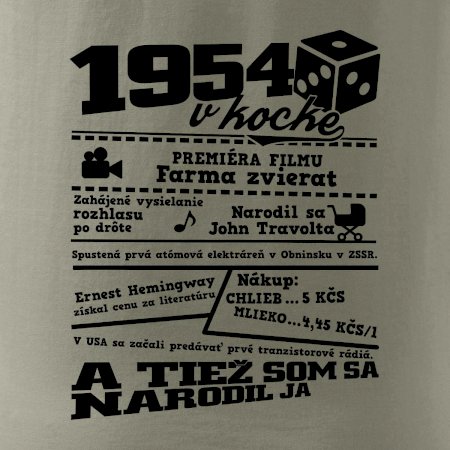 1954
v kocke
PREMIÉRA FILMU
Farma zvierat
Zahájené vysielanie
rozhlasu
po drôte
Narodil sa
John Travolta
Spustená prvá atómová elektráreň v Obninsku v ZSSR.
Ernest Hemingway
získal cenu za literatúru
Nákup:
CHLIEB...5 KČS
MLIEKO...4,45 KČS/1
V USA sa začali predávať prvé tranzistorové rádiá.
A TIEŽ SOM SA
NARODIL JA